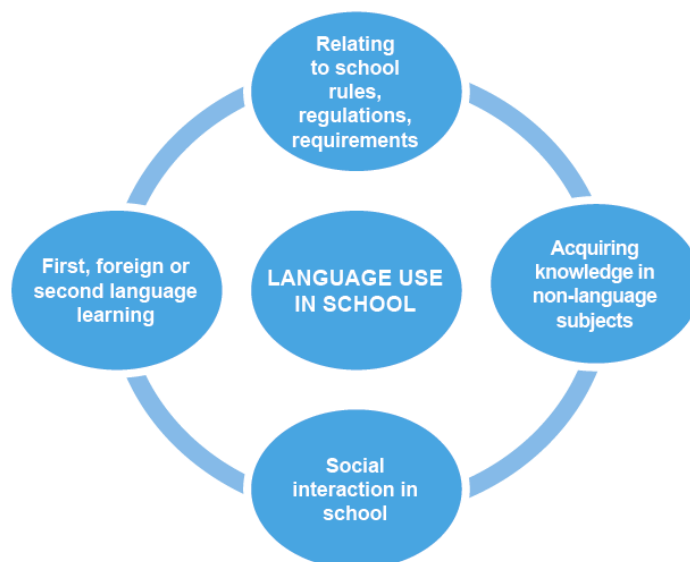 Relating
to school
rules,
regulations,
requirements
First, foreign or
second language
learning
LANGUAGE USE
IN SCHOOL
Acquiring
knowledge in
non-language
subjects
Social
interaction in
school